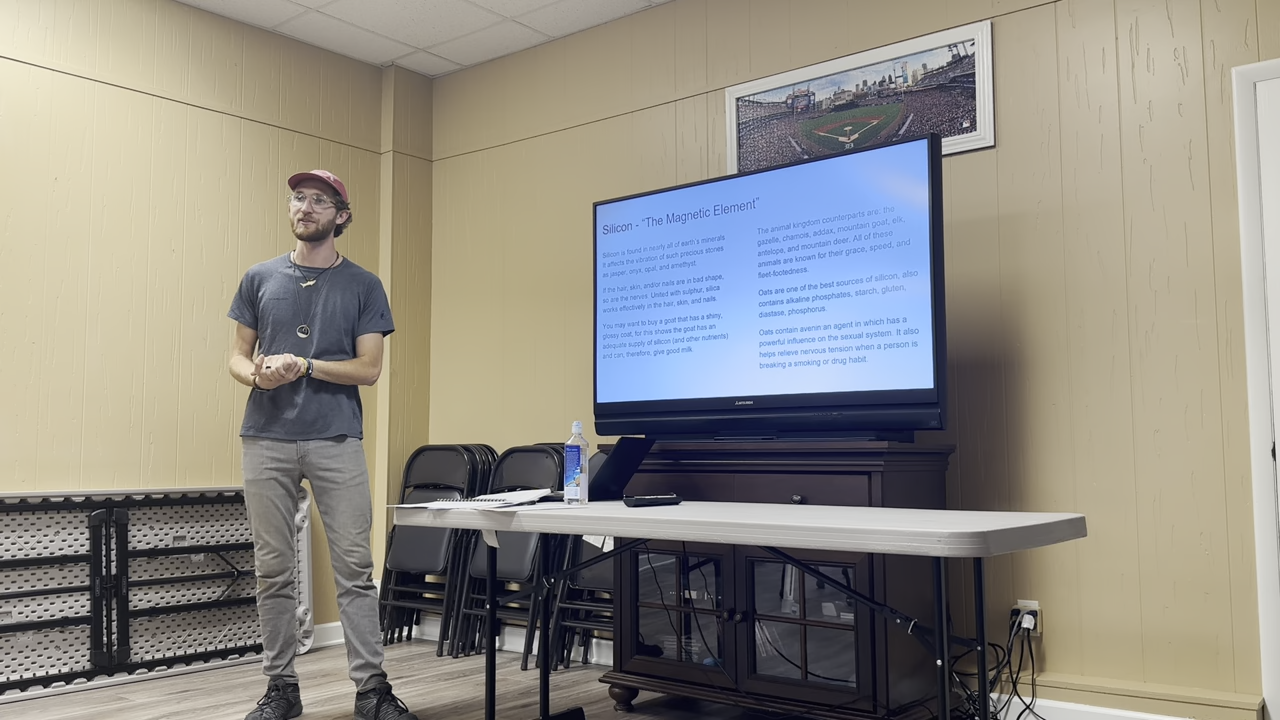 Silicon - "The Magnetic Element"
Silicon is found in nearly all of earth's minerals
It affects the vibration of such precious stones
as jasper, onyx, opal, and amethyst.
If the hair, skin, and/or nails are in bad shape,
so are the nerves. United with sulphur, silica
works effectively in the hair, skin, and nails.
You may want to buy a goat that has a shiny,
glossy coat, for this shows the goat has an
adequate supply of silicon (and other nutrients)
and can, therefore, give good milk.
The animal kingdom counterparts are: the
gazelle, chamois, addax, mountain goat, elk,
antelope, and mountain deer. All of these
animals are known for their grace, speed, and
fleet-footedness.
Oats are one of the best sources of silicon, also
contains alkaline phosphates, starch, gluten,
diastase, phosphorus.
Oats contain avenin an agent in which has a
powerful influence on the sexual system. It also
helps relieve nervous tension when a person is
breaking a smoking or drug habit.
MITSUBISHI